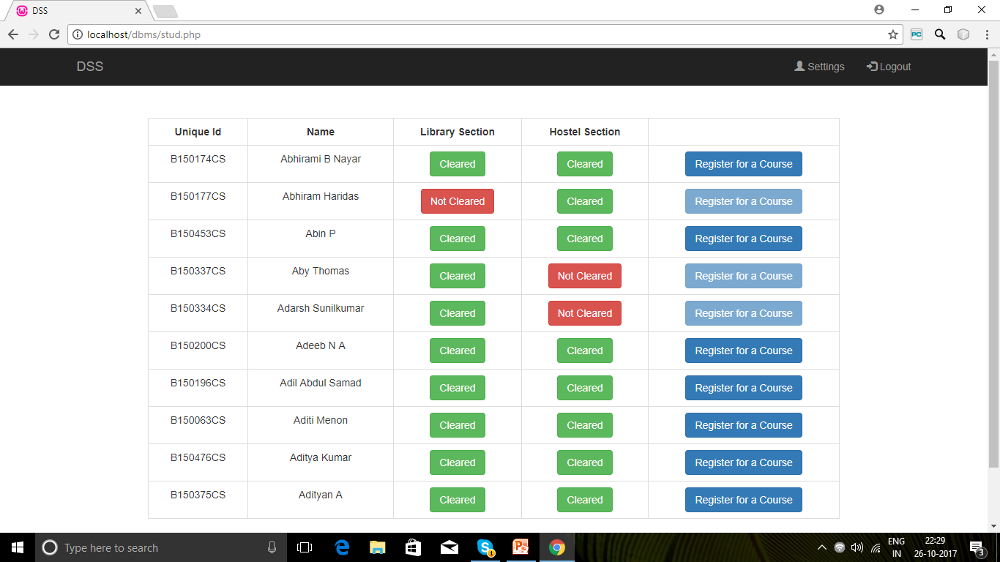 DSS
localhost/dbms/stud.php
PC
DSS Settings Logout
Unique Id Name Library Section Hostel Section
B150174CS Abhirami B Nayar Cleared Cleared Register for a Course
B150177CS Abhiram Haridas Not Cleared Cleared Register for a Course
B150453CS Abin P Cleared Cleared Register for a Course
B150337CS Aby Thomas Cleared Not Cleared Register for a Course
B150334CS Adarsh Sunilkumar Cleared Not Cleared Register for a Course
B150200CS Adeeb N A Cleared Cleared Register for a Course
B150196CS Adil Abdul Samad Cleared Cleared Register for a Course
B150063CS Aditi Menon Cleared Cleared Register for a Course
B150476CS Aditya Kumar Cleared Cleared Register for a Course
B150375CS Adityan A Cleared Cleared Register for a Course
Type here to search
1
ENG
IN
22:29
26-10-2017
3